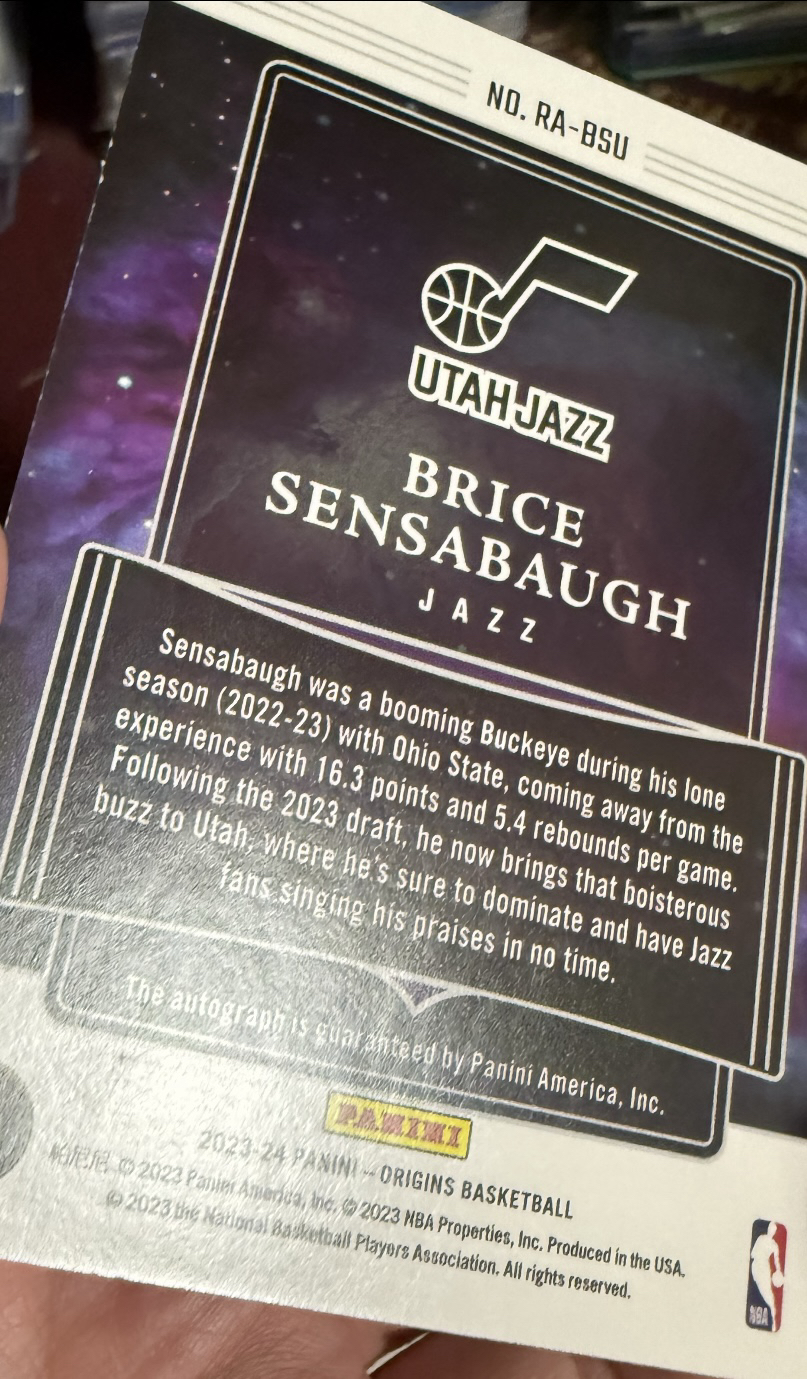 NO. RA-BSU
UTAH JAZZ
BRICE
SENSABAUGH
JAZZ
Sensabaugh was a booming Buckeye during his lone
season (2022-23) with Ohio State, coming away from the
experience with 16.3 points and 5.4 rebounds per game.
Following the 2023 draft, he now brings that boisterous
buzz to Utah, where he's sure to dominate and have Jazz
fans singing his praises in no time.
The autograph is guaranteed by Panini America, Inc.
PANINI
2023-24 PANINI – ORIGINS BASKETBALL
帕尼尼 © 2023 Panini America, Inc. © 2023 NBA Properties, Inc. Produced in the USA.
© 2023 the National Basketball Players Association. All rights reserved.
NBA